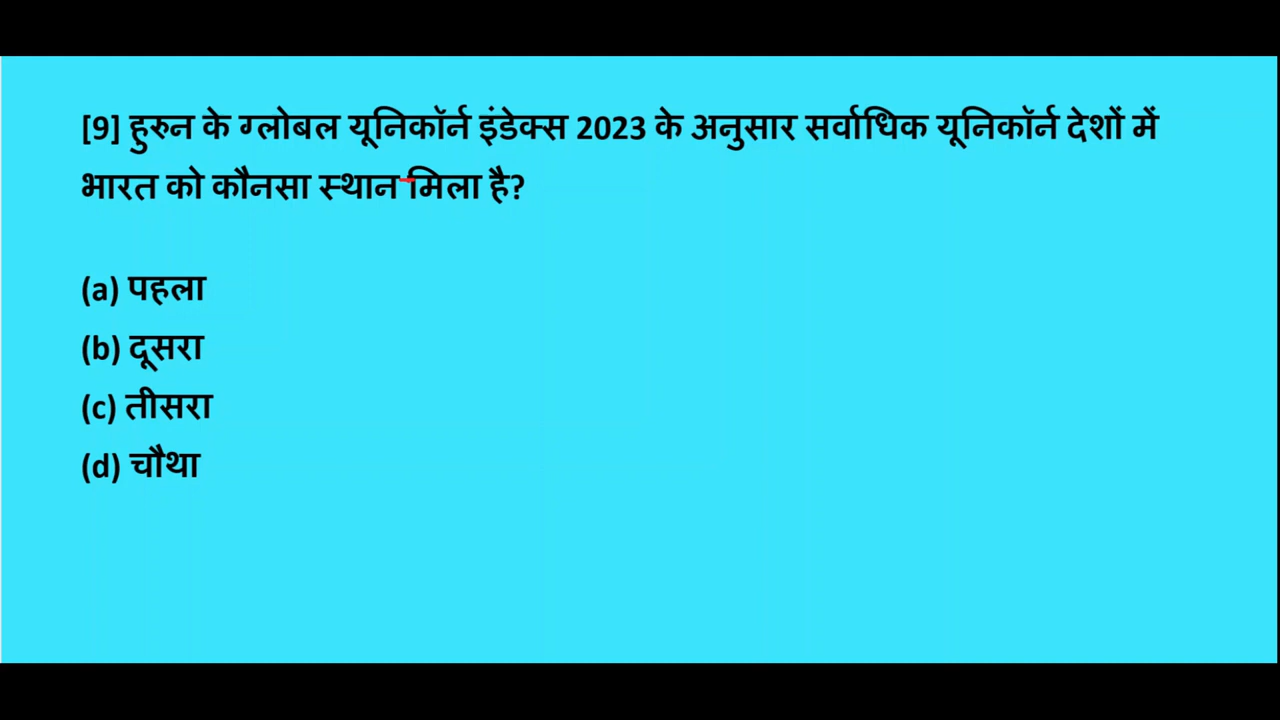 [9] हुरुन के ग्लोबल यूनिकॉर्न इंडेक्स 2023 के अनुसार सर्वाधिक यूनिकॉर्न देशों में
भारत को कौनसा स्थान मिला है?
(a) पहला
(b) दूसरा
(c) तीसरा
(d) चौथा